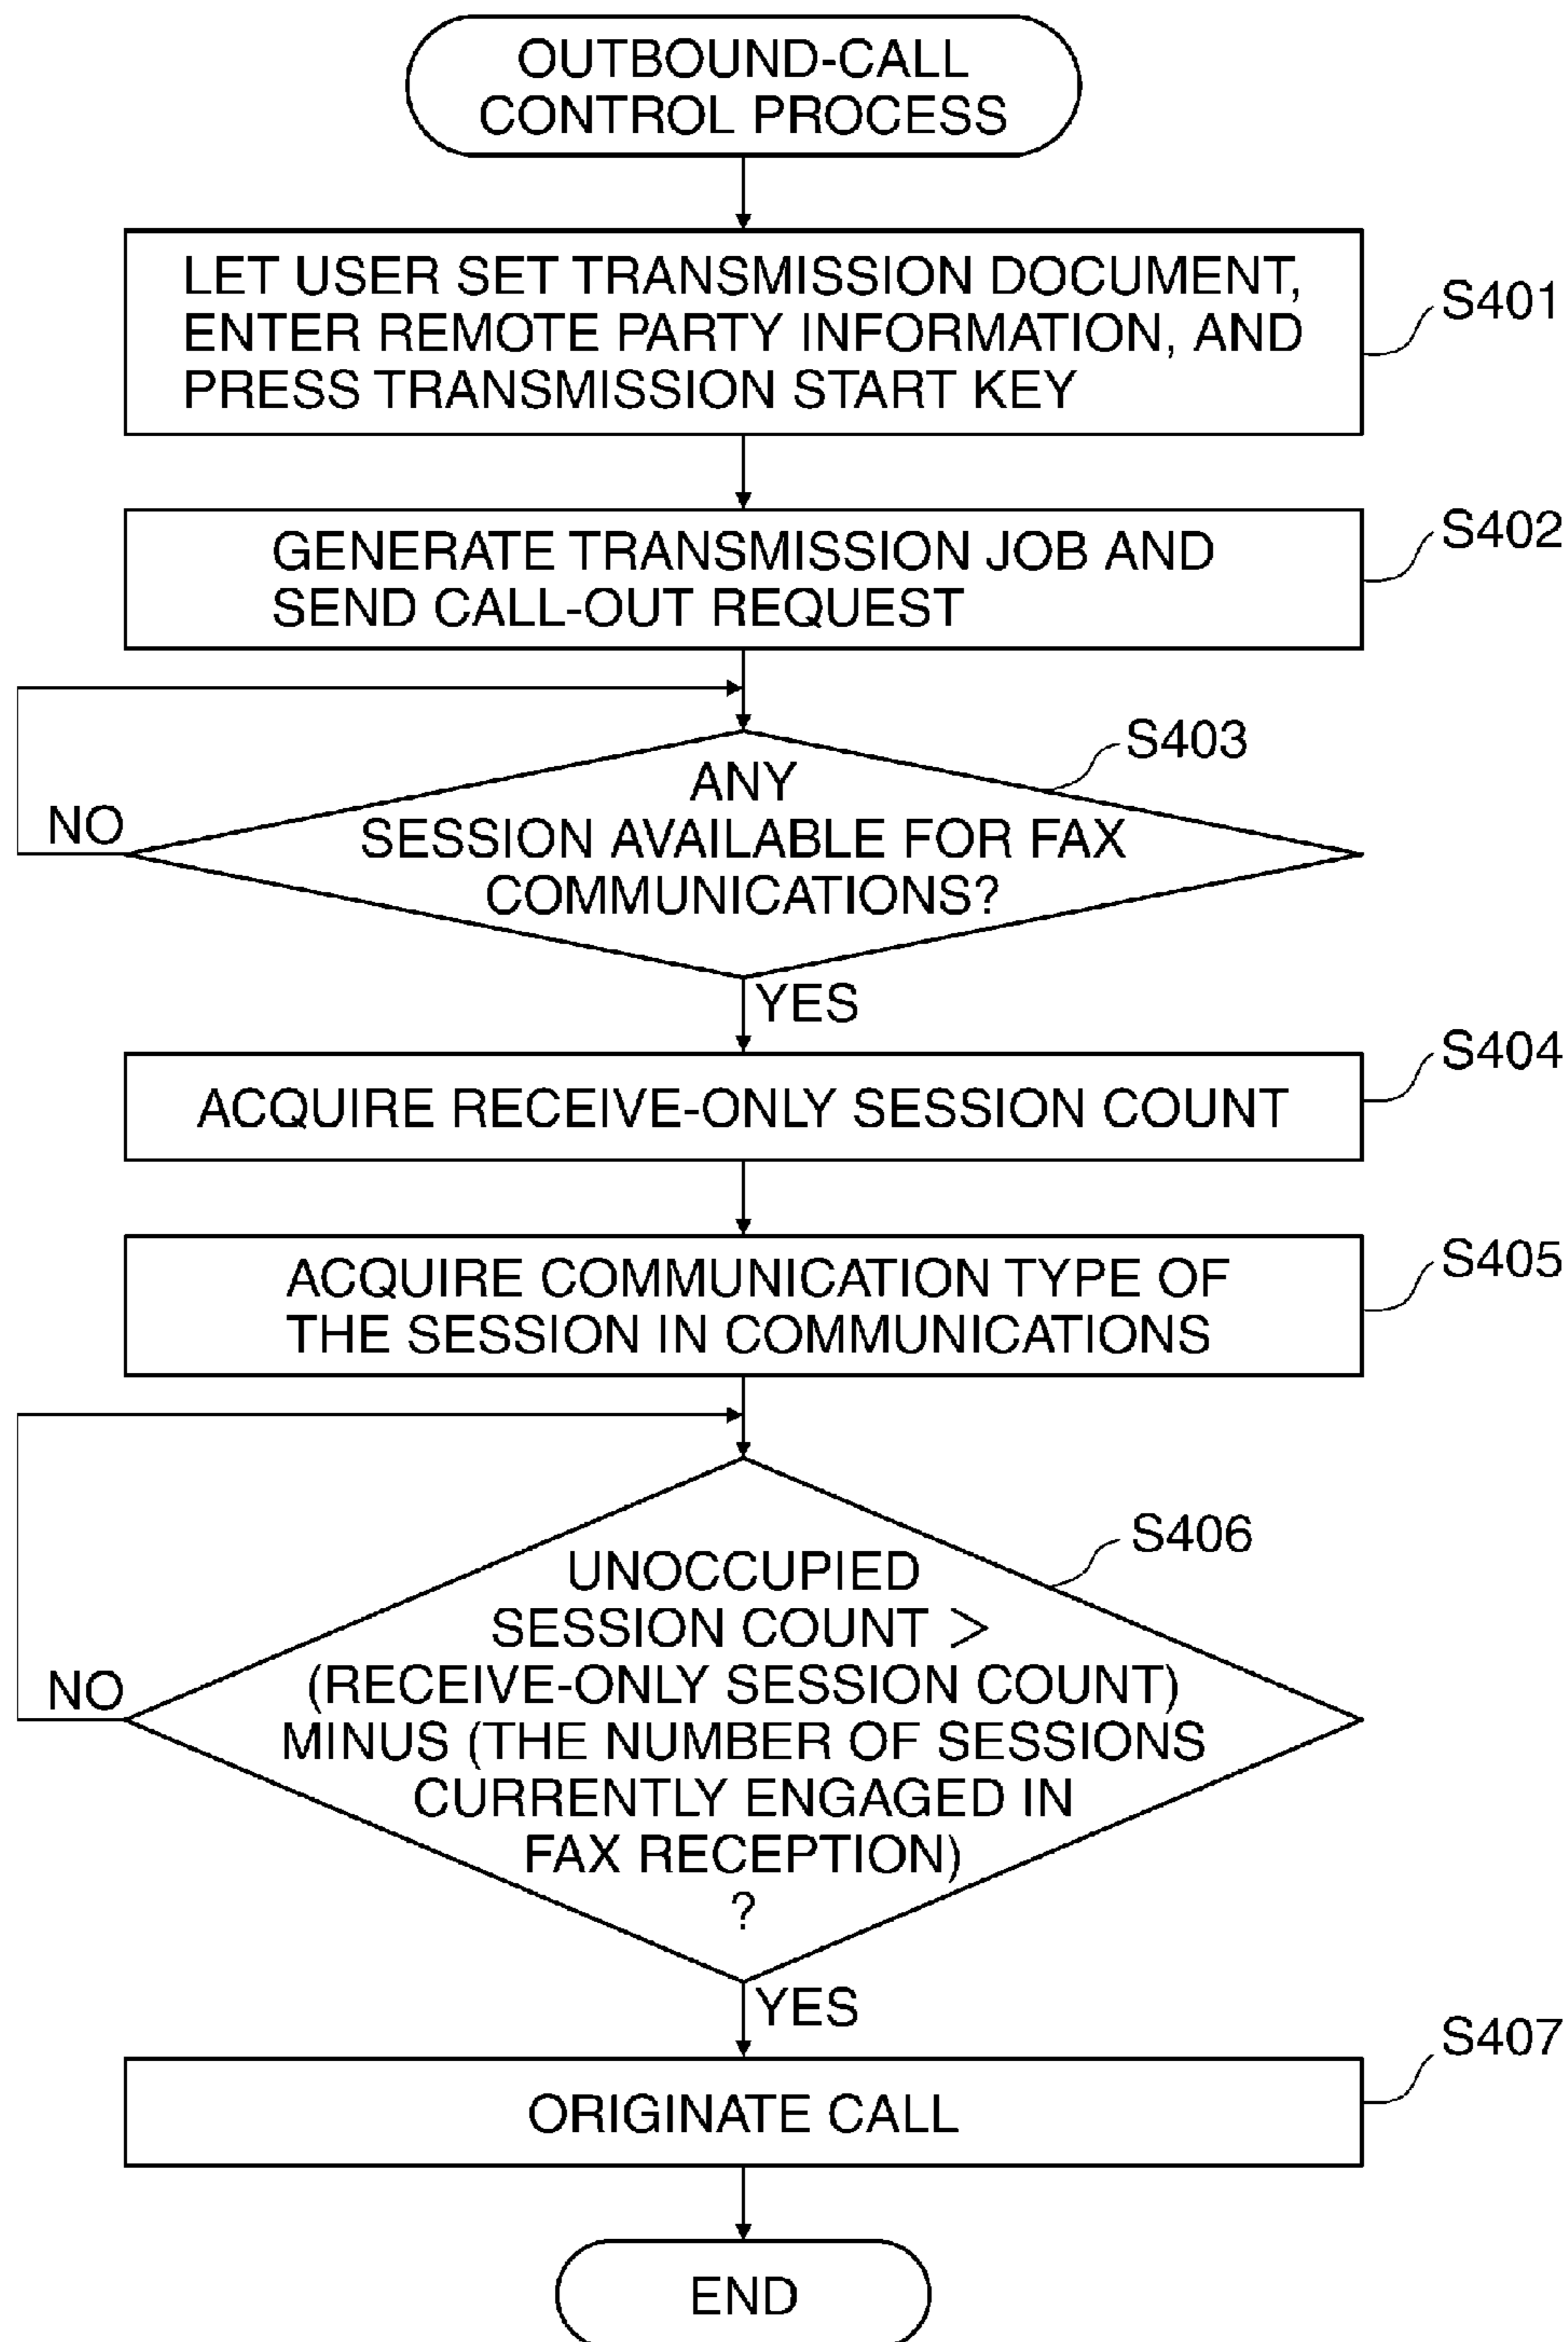 OUTBOUND-CALL
CONTROL PROCESS
LET USER SET TRANSMISSION DOCUMENT,
ENTER REMOTE PARTY INFORMATION, AND
PRESS TRANSMISSION START KEY
S401
GENERATE TRANSMISSION JOB AND
SEND CALL-OUT REQUEST
S402
S403
ANY
SESSION AVAILABLE FOR FAX
COMMUNICATIONS?
NO
YES
ACQUIRE RECEIVE-ONLY SESSION COUNT
S404
ACQUIRE COMMUNICATION TYPE OF
THE SESSION IN COMMUNICATIONS
S405
S406
UNOCCUPIED
SESSION COUNT >
(RECEIVE-ONLY SESSION COUNT)
MINUS (THE NUMBER OF SESSIONS
CURRENTLY ENGAGED IN
FAX RECEPTION)
?
NO
YES
ORIGINATE CALL
S407
END